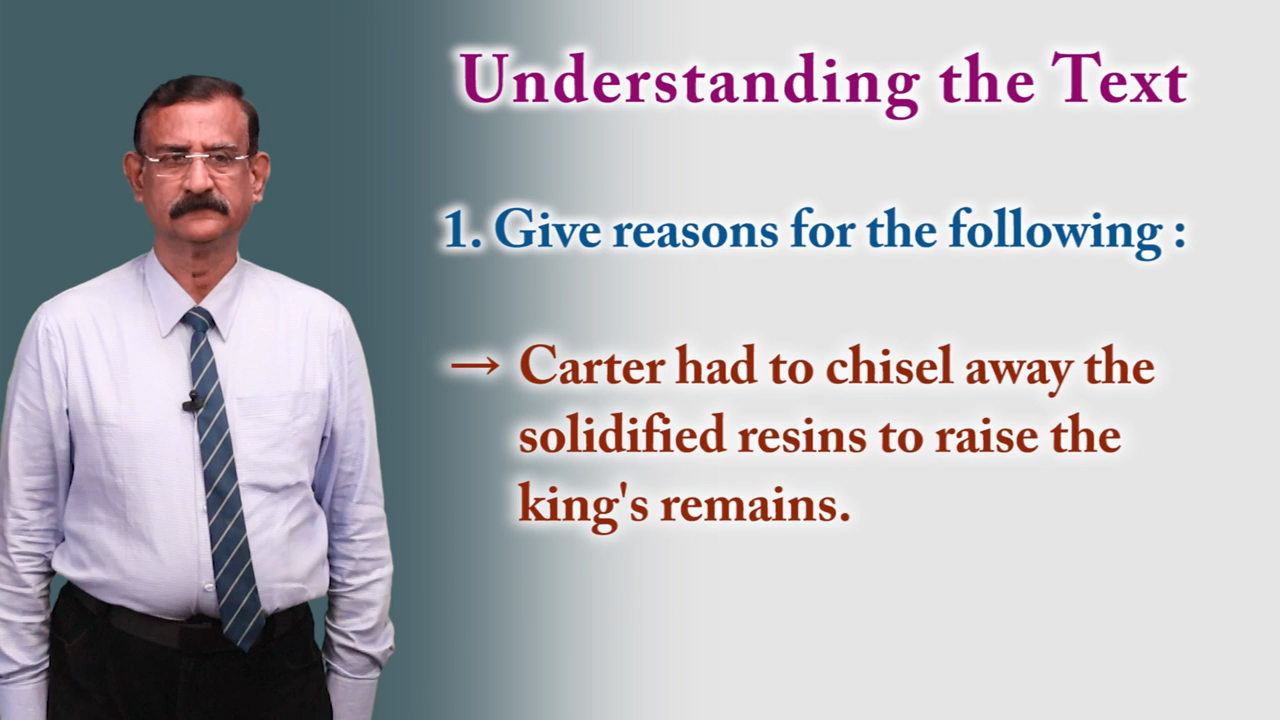 Understanding the Text
1. Give reasons for the following :
→ Carter had to chisel away the
solidified resins to raise the
king's remains.